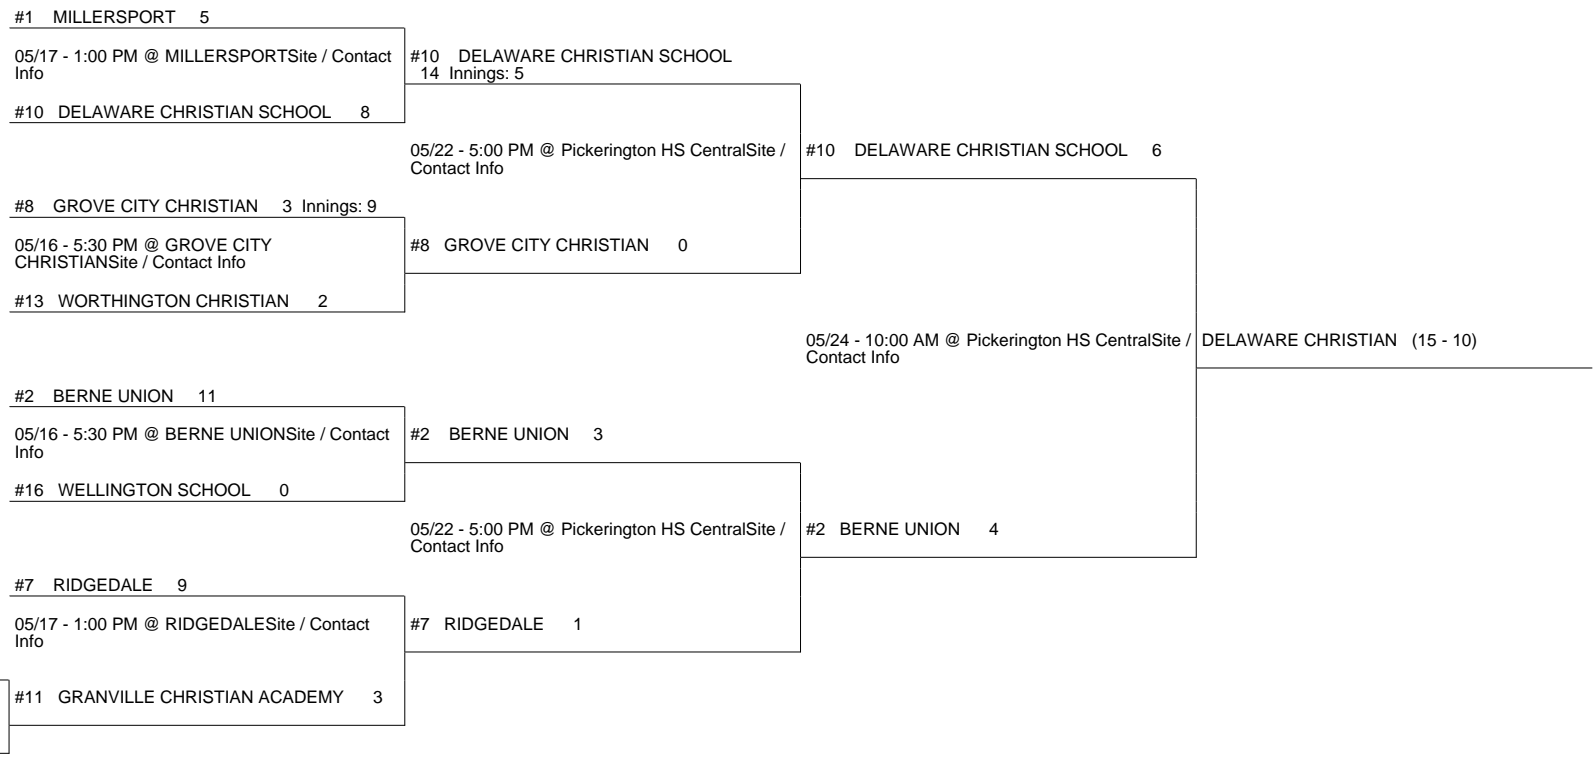 #1 MILLERSPORT 5
05/17 - 1:00 PM @ MILLERSPORTSite / Contact
Info
#10 DELAWARE CHRISTIAN SCHOOL 8
#8 GROVE CITY CHRISTIAN 3 Innings: 9
05/16 - 5:30 PM @ GROVE CITY
CHRISTIANSite / Contact Info
#13 WORTHINGTON CHRISTIAN 2
#2 BERNE UNION 11
05/16 - 5:30 PM @ BERNE UNIONSite / Contact
Info
#16 WELLINGTON SCHOOL 0
#7 RIDGEDALE 9
05/17 - 1:00 PM @ RIDGEDALESite / Contact
Info
#11 GRANVILLE CHRISTIAN ACADEMY 3
#10 DELAWARE CHRISTIAN SCHOOL
14 Innings: 5
05/22 - 5:00 PM @ Pickerington HS CentralSite /
Contact Info
#8 GROVE CITY CHRISTIAN 0
#2 BERNE UNION 3
05/22 - 5:00 PM @ Pickerington HS CentralSite /
Contact Info
#7 RIDGEDALE 1
#10 DELAWARE CHRISTIAN SCHOOL 6
05/24 - 10:00 AM @ Pickerington HS CentralSite /
Contact Info
#2 BERNE UNION 4
DELAWARE CHRISTIAN (15 - 10)